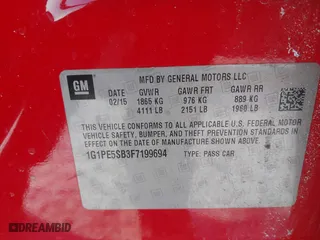 GM
MFD BY GENERAL MOTORS LLC
02/15 GVWR GAWR FRT GAWR RR
1865 KG 976 KG 889 KG
4111 LB 2151 LB 1960 LB
THIS VEHICLE CONFORMS TO ALL APPLICABLE U.S. FEDERAL MOTOR
VEHICLE SAFETY, BUMPER, AND THEFT PREVENTION STANDARDS
IN EFFECT ON THE DATE OF MANUFACTURE SHOWN ABOVE.
1G1PE5SB3F7199694 TYPE: PASS CAR
DREAMBID